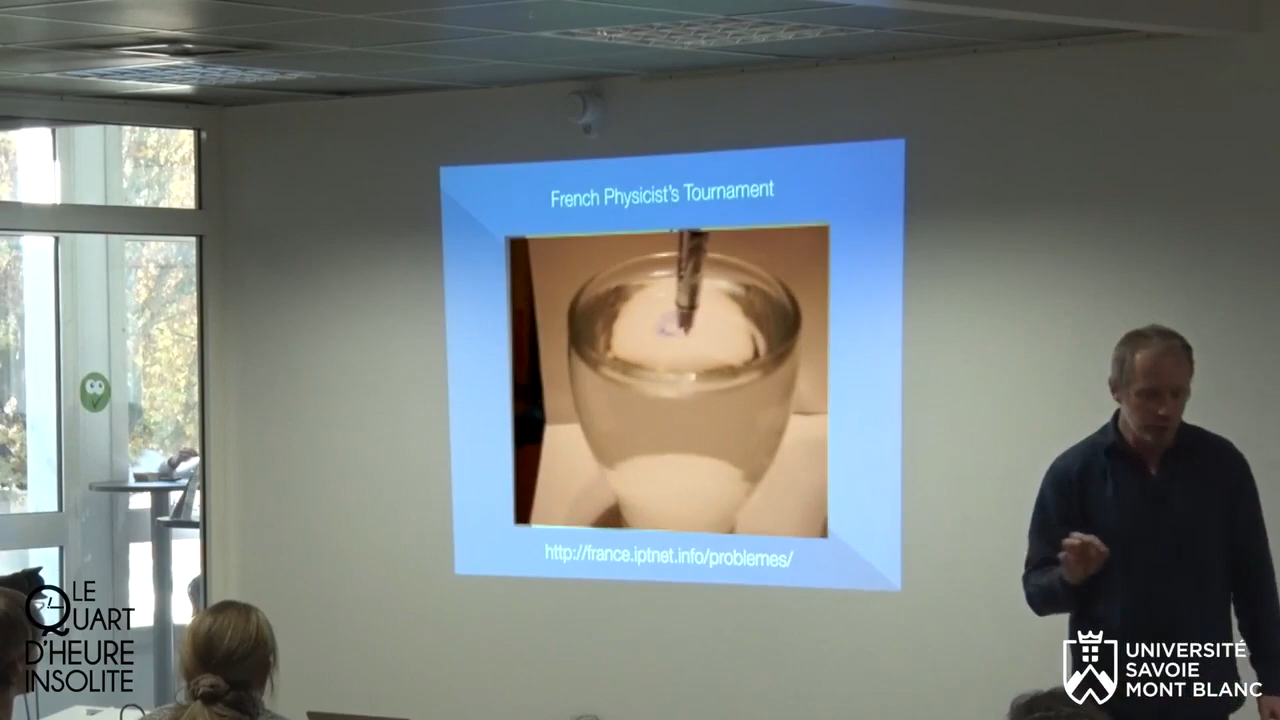 French Physicist's Tournament
http://france.iptnet.info/problemes/
LE
QUART
D'HEURE
INSOLITE
UNIVERSITÉ
SAVOIE
MONT BLANC